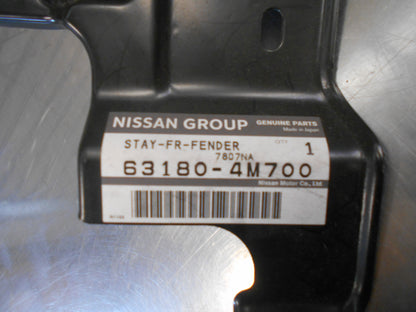 NISSAN GROUP GENUINE PARTS
Made in Japan
STAY-FR-FENDER QTY 1
7807NA
63180-4M700
Nissan Motor Co., Ltd.